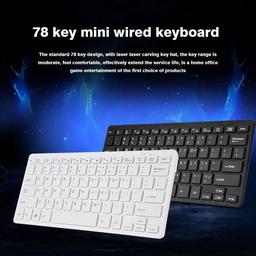 78 key mini wired keyboard
The standard 78 key design, with laser laser carving key hat, the key range is
moderate, feel comfortable, effectively extend the service life, is a home office
game entertainment of the first choice of products